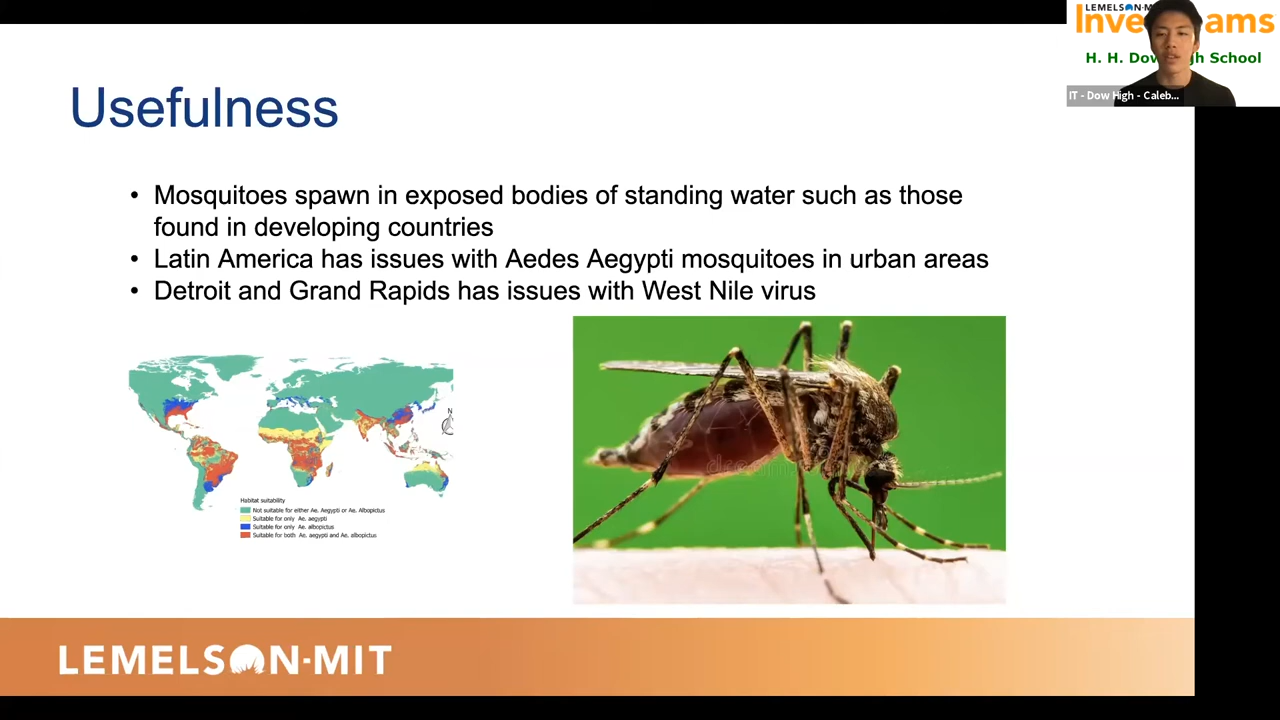 LEMELSON-M
Inve ams
H. H. Dow gh School
IT - Dow High - Caleb...
Usefulness
• Mosquitoes spawn in exposed bodies of standing water such as those
found in developing countries
• Latin America has issues with Aedes Aegypti mosquitoes in urban areas
• Detroit and Grand Rapids has issues with West Nile virus
N
Habitat suitability
Not suitable for either Ae. Aegypti or Ae. Albopictus
Suitable for only Ae. aegypti
Suitable for only Ae. albopictus
Suitable for both Ae. aegypti and Ae. albopictus
LEMELSON-MIT